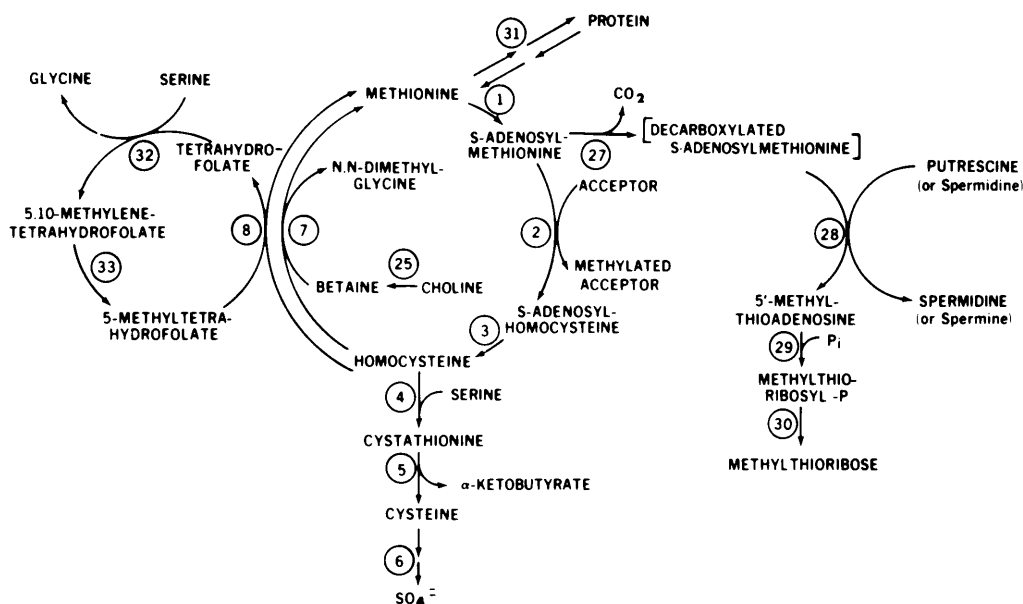 PROTEIN
31
GLYCINE
SERINE
METHIONINE
1
CO2
S-ADENOSYL-
METHIONINE
27
[DECARBOXYLATED
S-ADENOSYLMETHIONINE]
32
TETRAHYDRO-
FOLATE
N,N-DIMETHYL-
GLYCINE
ACCEPTOR
PUTRESCINE
(or Spermidine)
5,10-METHYLENE-
TETRAHYDROFOLATE
8
7
2
28
33
25
BETAINE
CHOLINE
METHYLATED
ACCEPTOR
5-METHYLTETRA-
HYDROFOLATE
S-ADENOSYL-
HOMOCYSTEINE
5'-METHYL-
THIOADENOSINE
SPERMIDINE
(or Spermine)
3
HOMOCYSTEINE
29
Pi
4
SERINE
METHYLTHIO-
RIBOSYL -P
30
CYSTATHIONINE
METHYLTHIORIBOSE
5
α-KETOBUTYRATE
CYSTEINE
6
SO4=